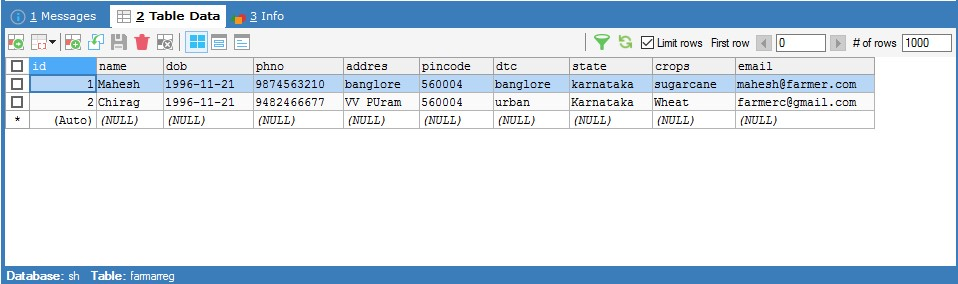 1 Messages 2 Table Data 3 Info
Limit rows First row 0 # of rows 1000
id name dob phno addres pincode dtc state crops email
1 Mahesh 1996-11-21 9874563210 banglore 560004 banglore karnataka sugarcane mahesh@farmer.com
2 Chirag 1996-11-21 9482466677 VV PUram 560004 urban Karnataka Wheat farmerc@gmail.com
* (Auto) (NULL) (NULL) (NULL) (NULL) (NULL) (NULL) (NULL) (NULL) (NULL)
Database: sh Table: farmarreg